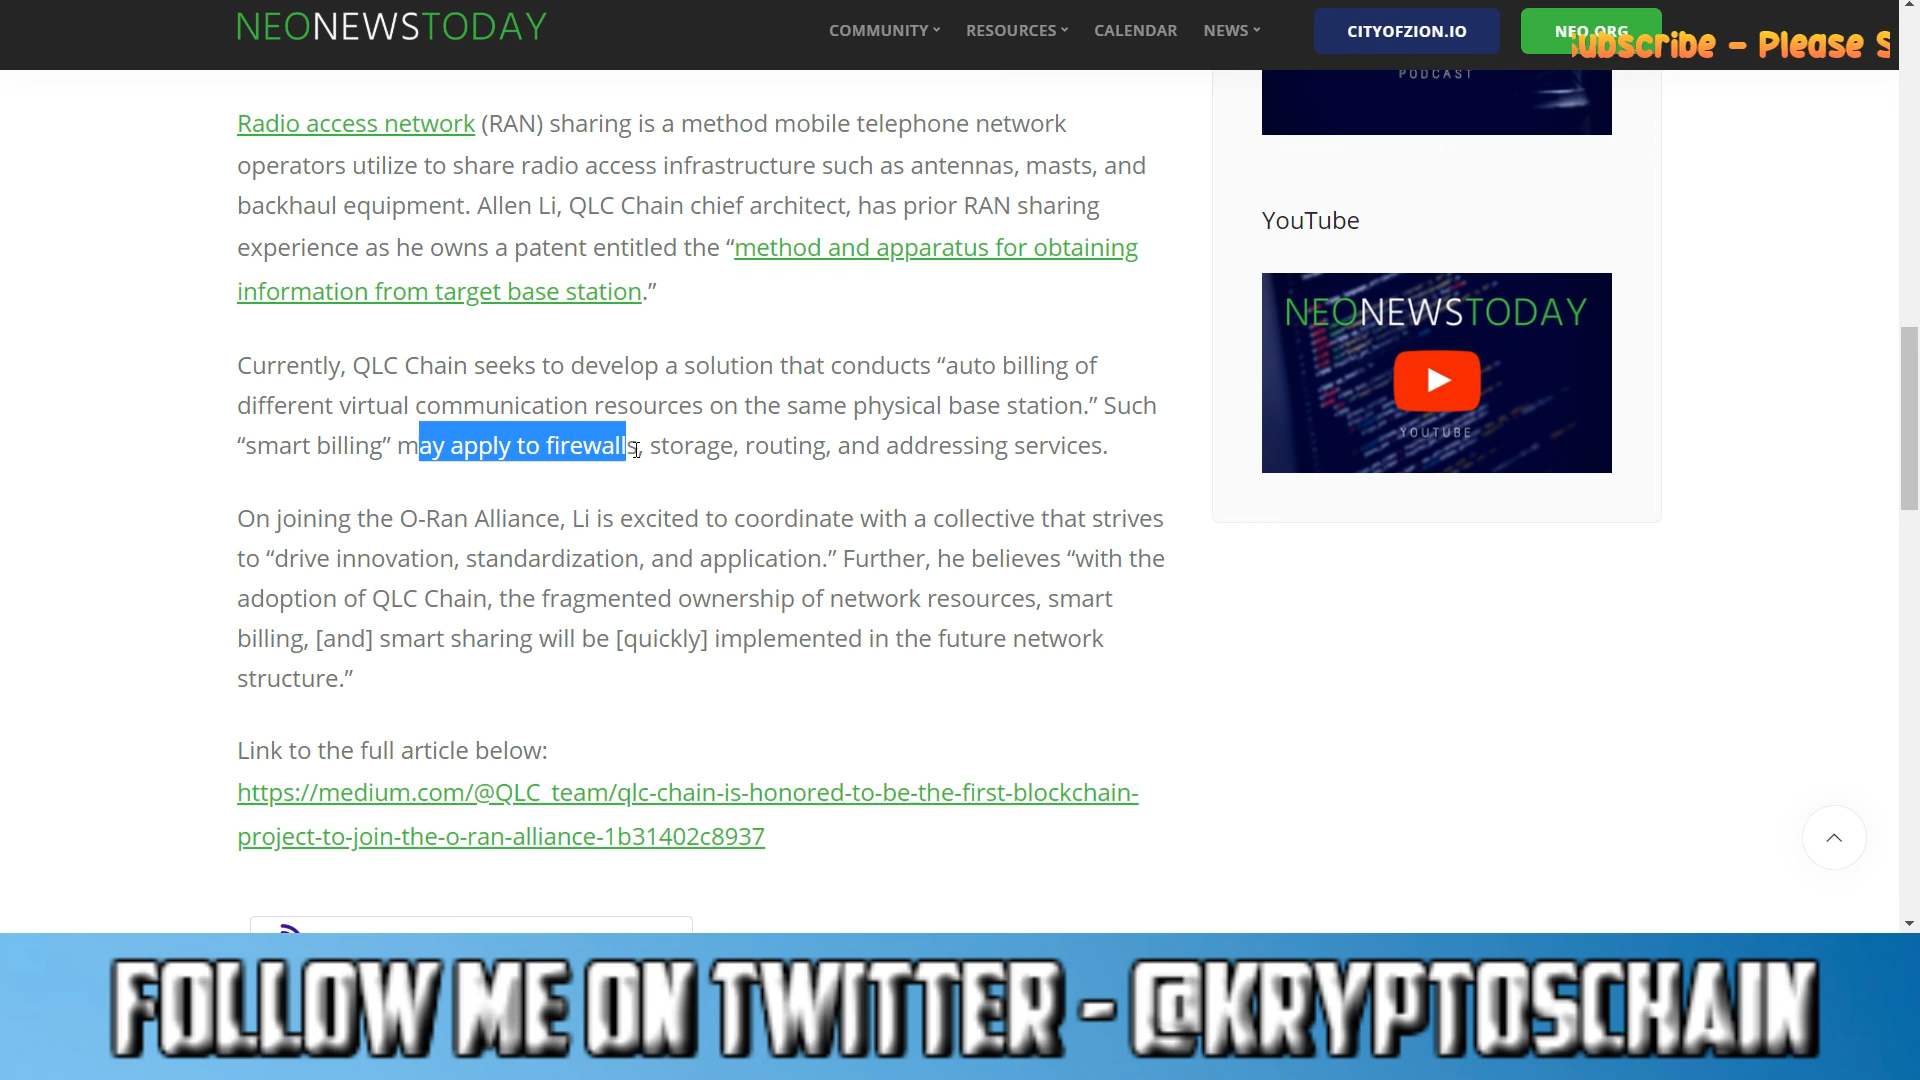 NEONEWSTODAY
COMMUNITY RESOURCES CALENDAR NEWS CITYOFZION.IO NEO.ORG
ubscribe - Please S
PODCAST
Radio access network (RAN) sharing is a method mobile telephone network
operators utilize to share radio access infrastructure such as antennas, masts, and
backhaul equipment. Allen Li, QLC Chain chief architect, has prior RAN sharing
experience as he owns a patent entitled the “method and apparatus for obtaining
information from target base station.”
Currently, QLC Chain seeks to develop a solution that conducts “auto billing of
different virtual communication resources on the same physical base station.” Such
“smart billing” may apply to firewalls, storage, routing, and addressing services.
On joining the O-Ran Alliance, Li is excited to coordinate with a collective that strives
to “drive innovation, standardization, and application.” Further, he believes “with the
adoption of QLC Chain, the fragmented ownership of network resources, smart
billing, [and] smart sharing will be [quickly] implemented in the future network
structure.”
Link to the full article below:
https://medium.com/@QLC_team/qlc-chain-is-honored-to-be-the-first-blockchain-
project-to-join-the-o-ran-alliance-1b31402c8937
YouTube
NEONEWSTODAY
YOUTUBE
FOLLOW ME ON TWITTER - @KRYPTOSCHAIN